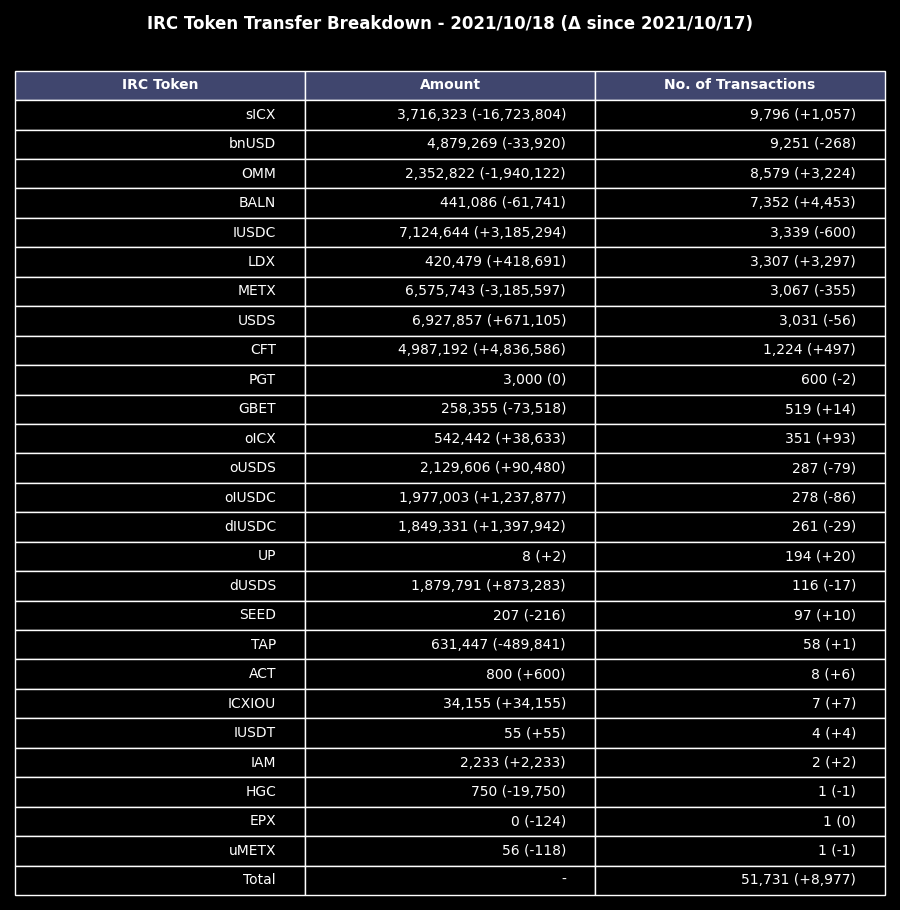 IRC Token Transfer Breakdown - 2021/10/18 (Δ since 2021/10/17)
IRC Token Amount No. of Transactions
sICX 3,716,323 (-16,723,804) 9,796 (+1,057)
bnUSD 4,879,269 (-33,920) 9,251 (-268)
OMM 2,352,822 (-1,940,122) 8,579 (+3,224)
BALN 441,086 (-61,741) 7,352 (+4,453)
IUSDC 7,124,644 (+3,185,294) 3,339 (-600)
LDX 420,479 (+418,691) 3,307 (+3,297)
METX 6,575,743 (-3,185,597) 3,067 (-355)
USDS 6,927,857 (+671,105) 3,031 (-56)
CFT 4,987,192 (+4,836,586) 1,224 (+497)
PGT 3,000 (0) 600 (-2)
GBET 258,355 (-73,518) 519 (+14)
oICX 542,442 (+38,633) 351 (+93)
oUSDS 2,129,606 (+90,480) 287 (-79)
oIUSDC 1,977,003 (+1,237,877) 278 (-86)
dIUSDC 1,849,331 (+1,397,942) 261 (-29)
UP 8 (+2) 194 (+20)
dUSDS 1,879,791 (+873,283) 116 (-17)
SEED 207 (-216) 97 (+10)
TAP 631,447 (-489,841) 58 (+1)
ACT 800 (+600) 8 (+6)
ICXIOU 34,155 (+34,155) 7 (+7)
IUSDT 55 (+55) 4 (+4)
IAM 2,233 (+2,233) 2 (+2)
HGC 750 (-19,750) 1 (-1)
EPX 0 (-124) 1 (0)
uMETX 56 (-118) 1 (-1)
Total - 51,731 (+8,977)